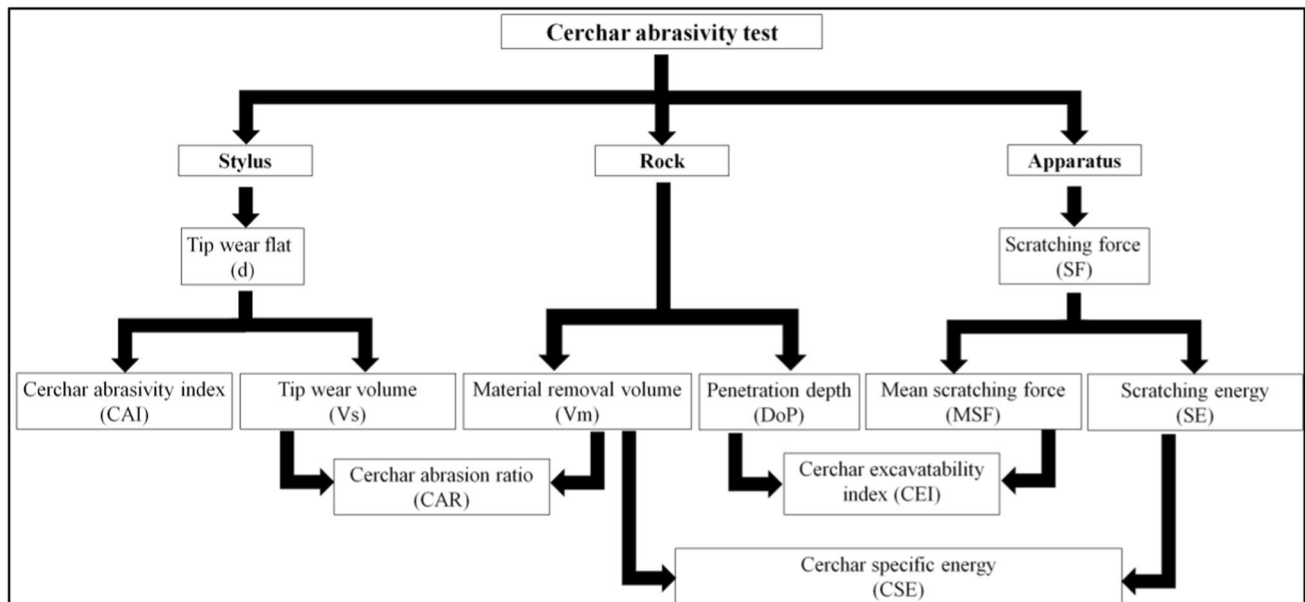 Cerchar abrasivity test
Stylus
Rock
Apparatus
Tip wear flat
(d)
Scratching force
(SF)
Cerchar abrasivity index
(CAI)
Tip wear volume
(Vs)
Material removal volume
(Vm)
Penetration depth
(DoP)
Mean scratching force
(MSF)
Scratching energy
(SE)
Cerchar abrasion ratio
(CAR)
Cerchar excavatability
index (CEI)
Cerchar specific energy
(CSE)